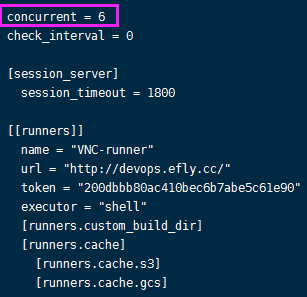 concurrent = 6
check_interval = 0
[session_server]
session_timeout = 1800
[[runners]]
name = "VNC-runner"
url = "http://devops.efly.cc/"
token = "200dbbb80ac410bec6b7abe5c61e90"
executor = "shell"
[runners.custom_build_dir]
[runners.cache]
[runners.cache.s3]
[runners.cache.gcs]